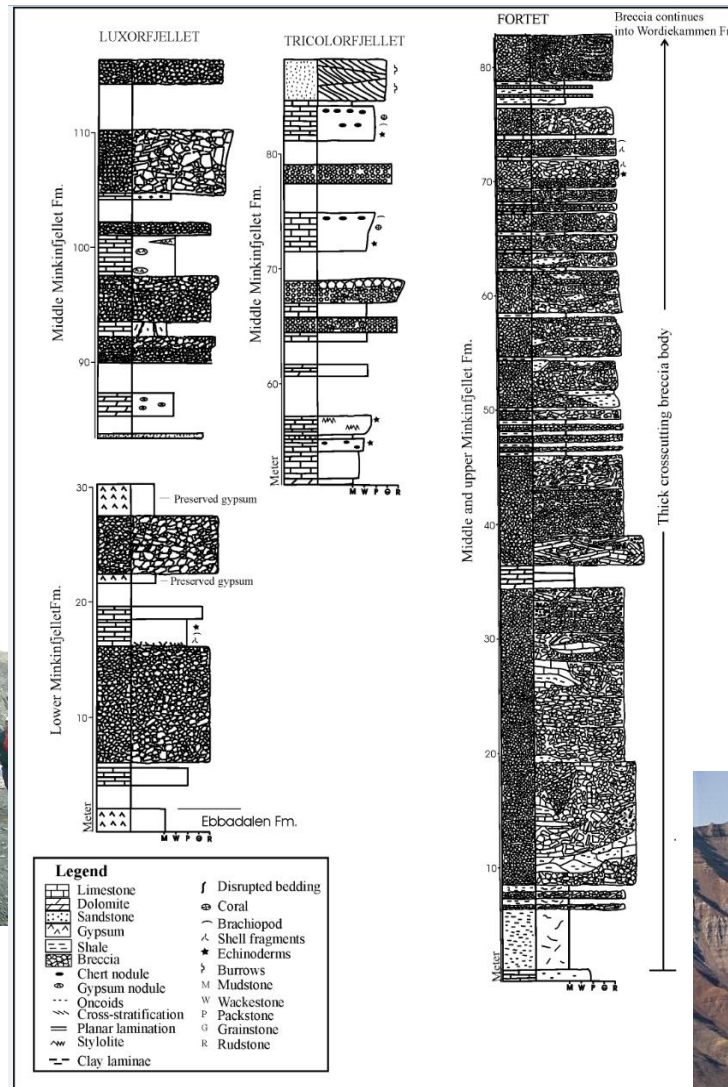 LUXORFJELLET
TRICOLORFJELLET
FORTET
Breccia continues
into Wordiekammen F
Middle Minkinfjellet Fm.
110
100
90
Lower MinkinfjelletFm.
30
20
10
Meter
Preserved gypsum
Preserved gypsum
Ebbadalen Fm.
M W P G R
Middle Minkinfjellet Fm.
80
70
60
Meter
M W P G R
Middle and upper Minkinfjellet Fm.
80
70
60
50
40
30
20
10
Meter
M W P G R
Thick crosscutting breccia body
Legend
Limestone
Dolomite
Sandstone
Gypsum
Shale
Breccia
Chert nodule
Gypsum nodule
Oncoids
Cross-stratification
Planar lamination
Stylolite
Clay laminae
Disrupted bedding
Coral
Brachiopod
Shell fragments
Echinoderms
Burrows
M Mudstone
W Wackestone
P Packstone
G Grainstone
R Rudstone